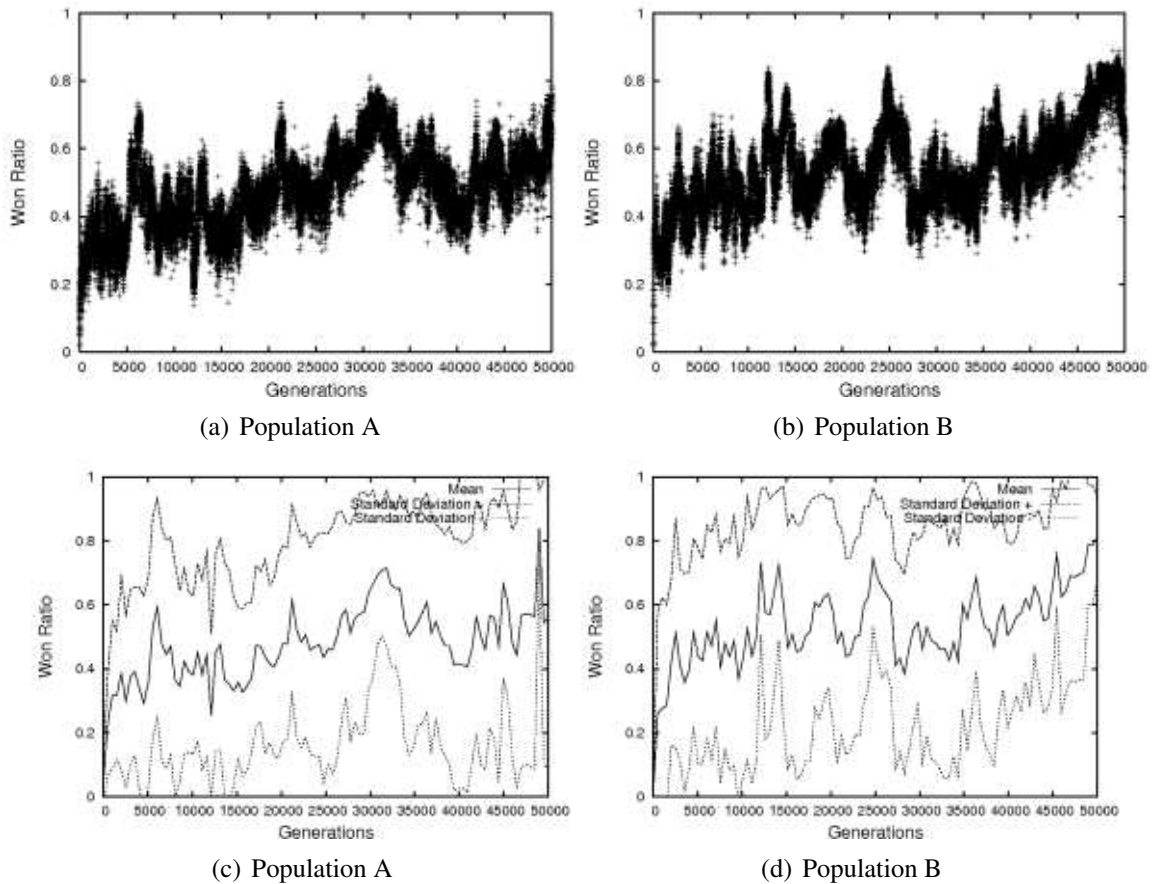 1
0.8
0.6
0.4
0.2
0
Won Ratio
5000 10000 15000 20000 25000 30000 35000 40000 45000 50000
Generations
(a) Population A
1
0.8
0.6
0.4
0.2
0
Won Ratio
0 5000 10000 15000 20000 25000 30000 35000 40000 45000 50000
Generations
(b) Population B
1
0.8
0.6
0.4
0.2
0
Won Ratio
Mean
Standard Deviation +
Standard Deviation -
0 5000 10000 15000 20000 25000 30000 35000 40000 45000 50000
Generations
(c) Population A
1
0.8
0.6
0.4
0.2
0
Won Ratio
Mean
Standard Deviation +
Standard Deviation -
0 5000 10000 15000 20000 25000 30000 35000 40000 45000 50000
Generations
(d) Population B